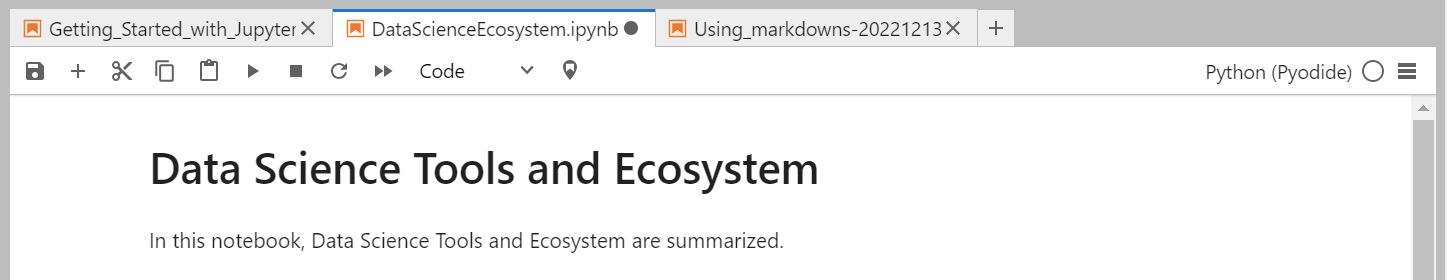 Getting_Started_with_Jupyter DataScienceEcosystem.ipynb Using_markdowns-20221213
Code Python (Pyodide)
Data Science Tools and Ecosystem
In this notebook, Data Science Tools and Ecosystem are summarized.